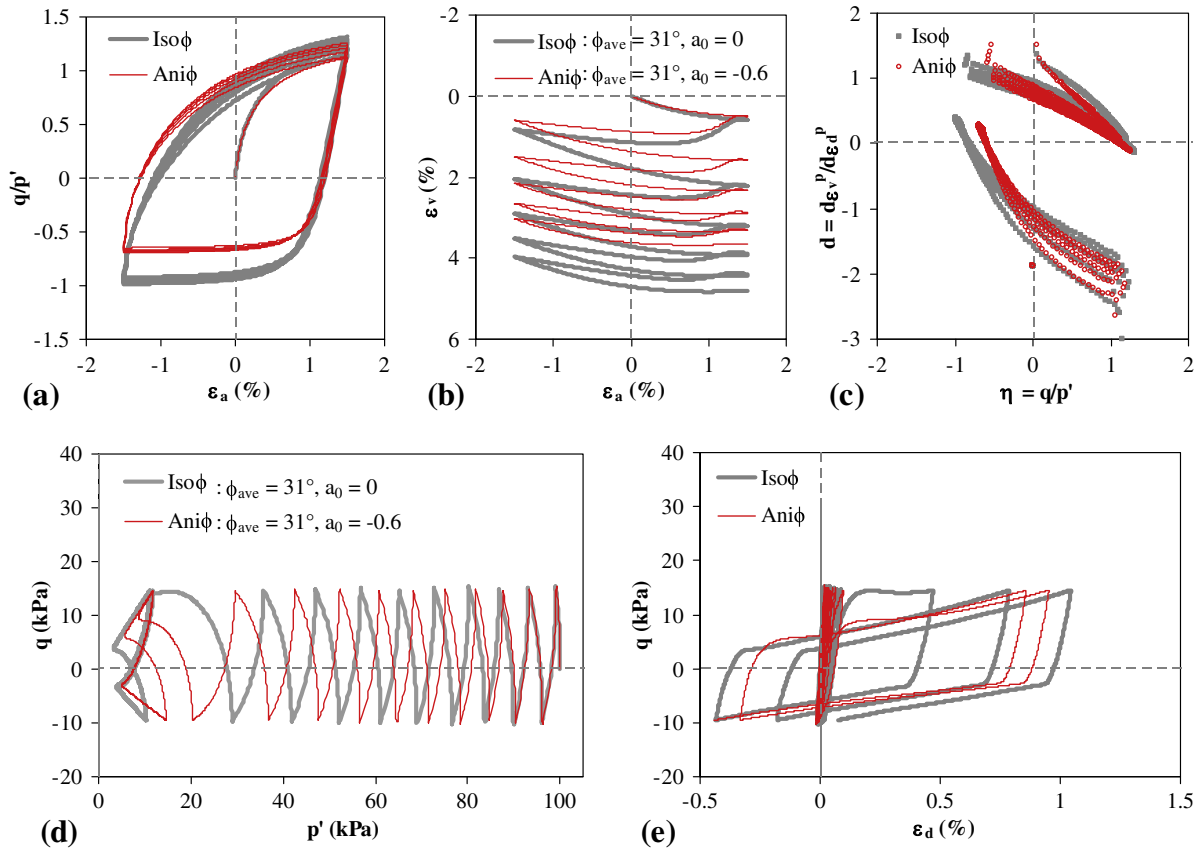 1.5
1
0.5
0
-0.5
-1
-1.5
q/p'
Isoϕ
Aniϕ
-2 -1 0 1 2
(a) εa (%)
-2
0
2
4
6
εv (%)
Isoϕ : ϕave = 31°, a0 = 0
Aniϕ : ϕave = 31°, a0 = -0.6
-2 -1 0 1 2
(b) εa (%)
2
1
0
-1
-2
-3
d = dεv^p/dεd^p
Isoϕ
Aniϕ
-2 -1 0 1 2
(c) η = q/p'
40
30
20
10
0
-10
-20
q (kPa)
Isoϕ : ϕave = 31°, a0 = 0
Aniϕ : ϕave = 31°, a0 = -0.6
0 20 40 60 80 100
(d) p' (kPa)
40
30
20
10
0
-10
-20
q (kPa)
Isoϕ
Aniϕ
-0.5 0 0.5 1 1.5
(e) εd (%)